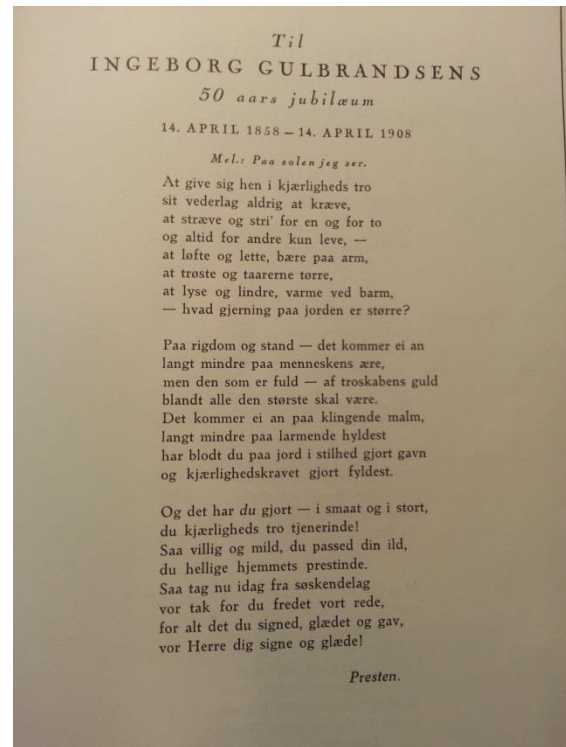 Til
INGEBORG GULBRANDSENS
50 aars jubilæum
14. APRIL 1858 – 14. APRIL 1908
Mel.: Paa solen jeg ser.
At give sig hen i kjærligheds tro
sit vederlag aldrig at kræve,
at stræve og stri' for en og for to
og altid for andre kun leve, —
at løfte og lette, bære paa arm,
at trøste og taarerne tørre,
at lyse og lindre, varme ved barm,
— hvad gjerning paa jorden er større?
Paa rigdom og stand — det kommer ei an
langt mindre paa menneskens ære,
men den som er fuld — af troskabens guld
blandt alle den største skal være.
Det kommer ei an paa klingende malm,
langt mindre paa larmende hyldest
har blodt du paa jord i stilhed gjort gavn
og kjærlighedskravet gjort fyldest.
Og det har du gjort — i smaat og i stort,
du kjærligheds tro tjenerinde!
Saa villig og mild, du passed din ild,
du hellige hjemmets prestinde.
Saa tag nu idag fra søskendelag
vor tak for du fredet vort rede,
for alt det du signed, glædet og gav,
vor Herre dig signe og glæde!
Presten.